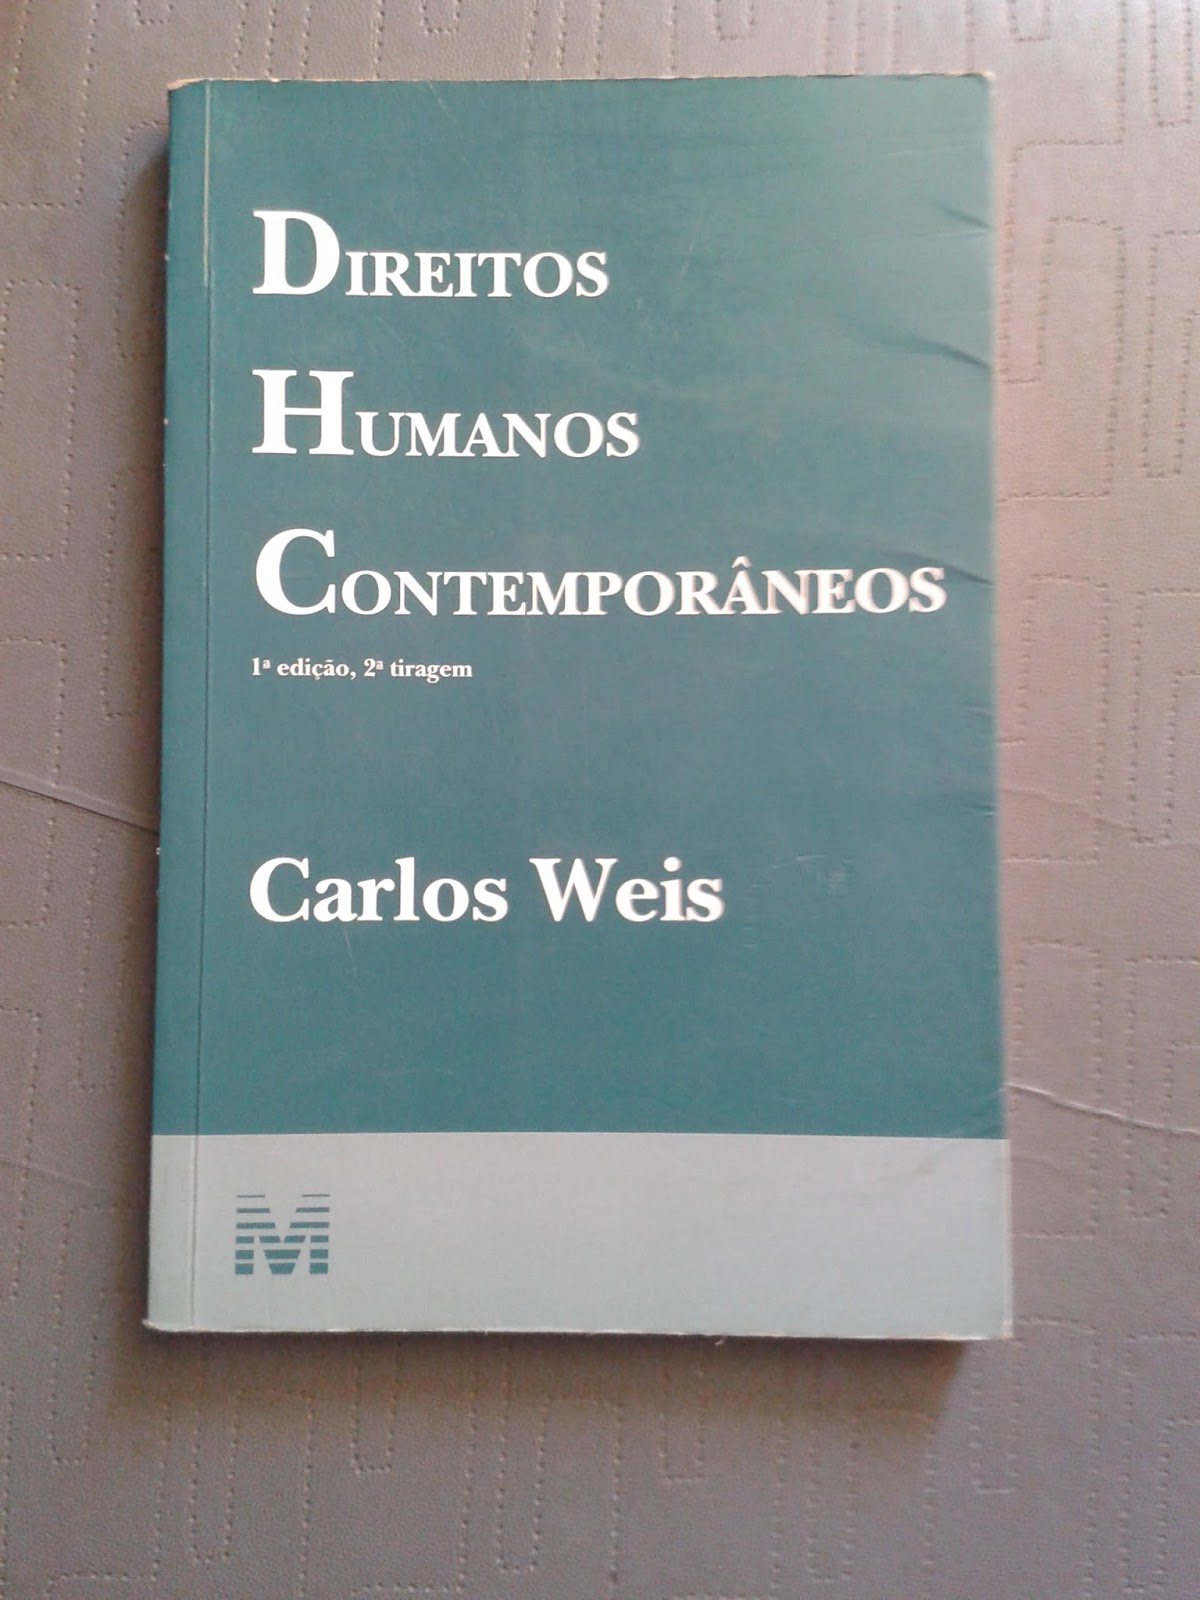 DIREITOS
HUMANOS
CONTEMPORÂNEOS
1ª edição, 2ª tiragem
Carlos Weis
M